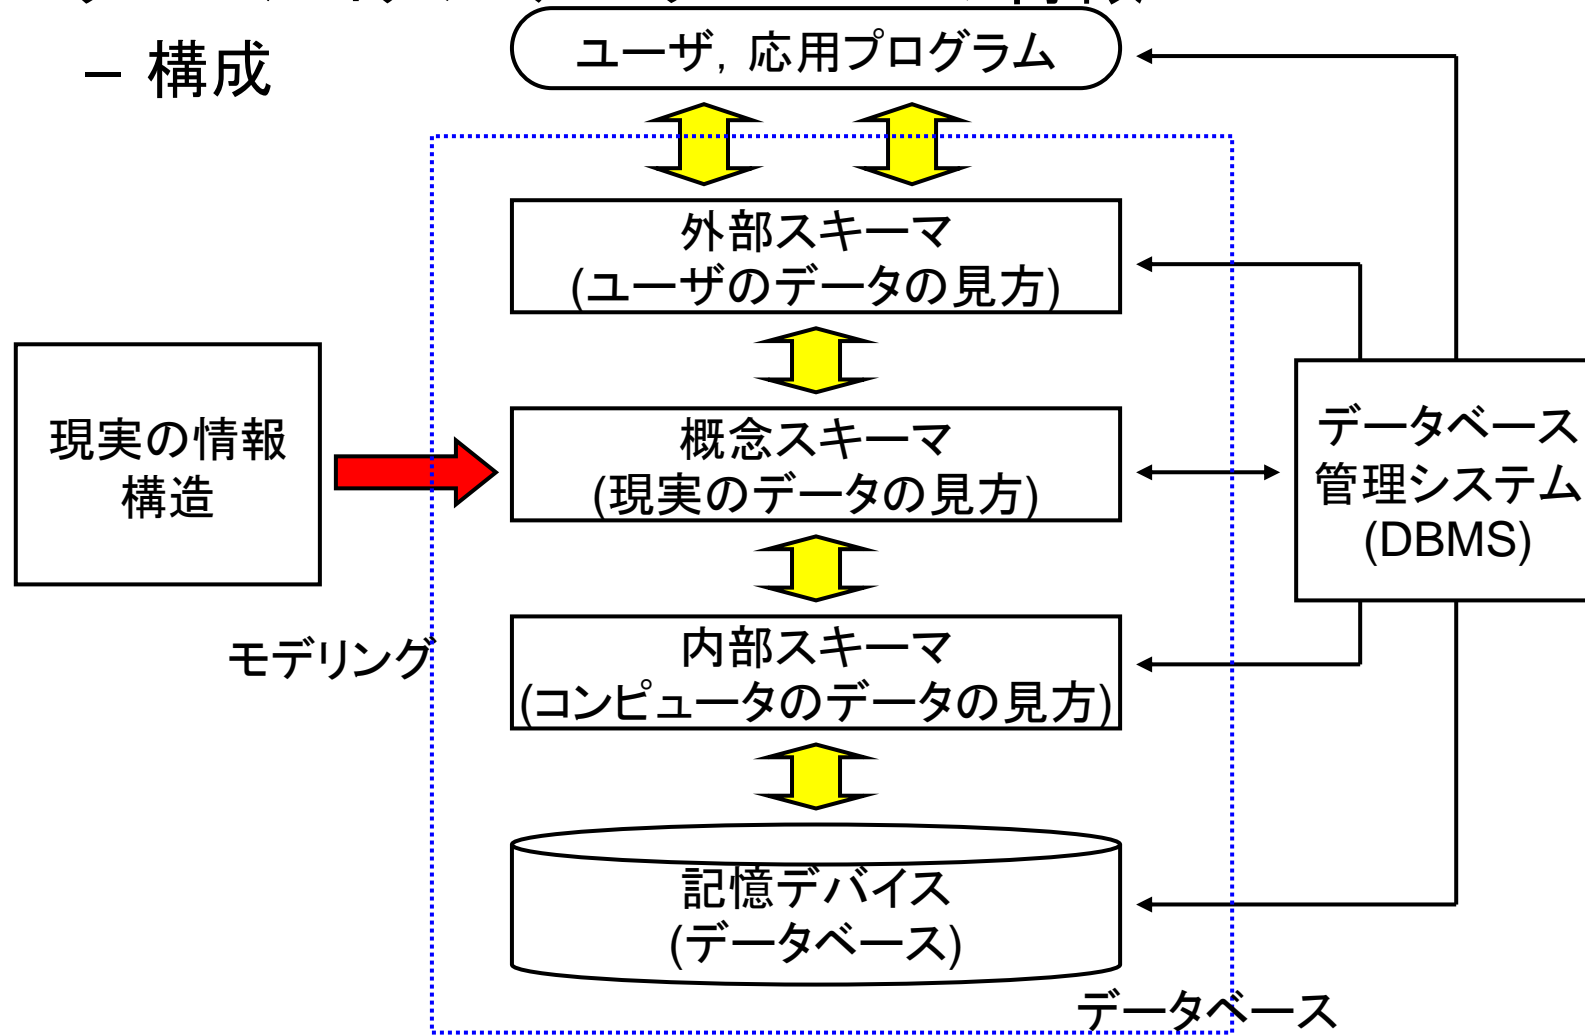 – 構成
ユーザ, 応用プログラム
外部スキーマ
(ユーザのデータの見方)
現実の情報
構造
概念スキーマ
(現実のデータの見方)
データベース
管理システム
(DBMS)
モデリング
内部スキーマ
(コンピュータのデータの見方)
記憶デバイス
(データベース)
データベース